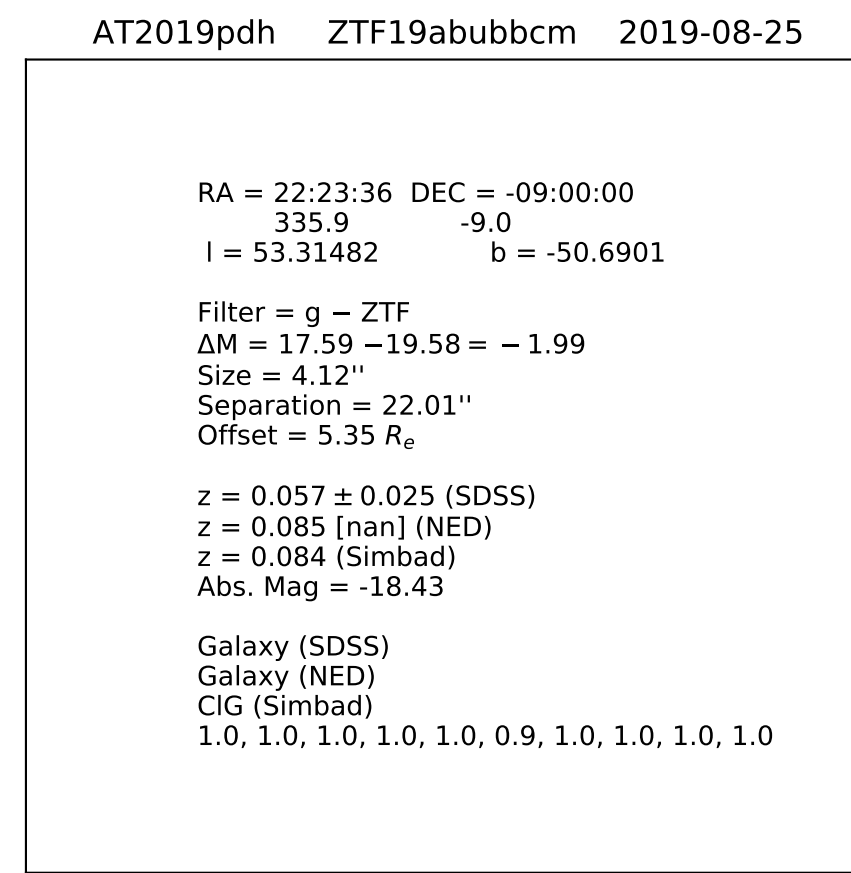 AT2019pdh ZTF19abubbcm 2019-08-25
RA = 22:23:36 DEC = -09:00:00
335.9 -9.0
l = 53.31482 b = -50.6901
Filter = g − ZTF
ΔM = 17.59 −19.58 = − 1.99
Size = 4.12''
Separation = 22.01''
Offset = 5.35 Rₑ
z = 0.057 ± 0.025 (SDSS)
z = 0.085 [nan] (NED)
z = 0.084 (Simbad)
Abs. Mag = -18.43
Galaxy (SDSS)
Galaxy (NED)
ClG (Simbad)
1.0, 1.0, 1.0, 1.0, 1.0, 0.9, 1.0, 1.0, 1.0, 1.0